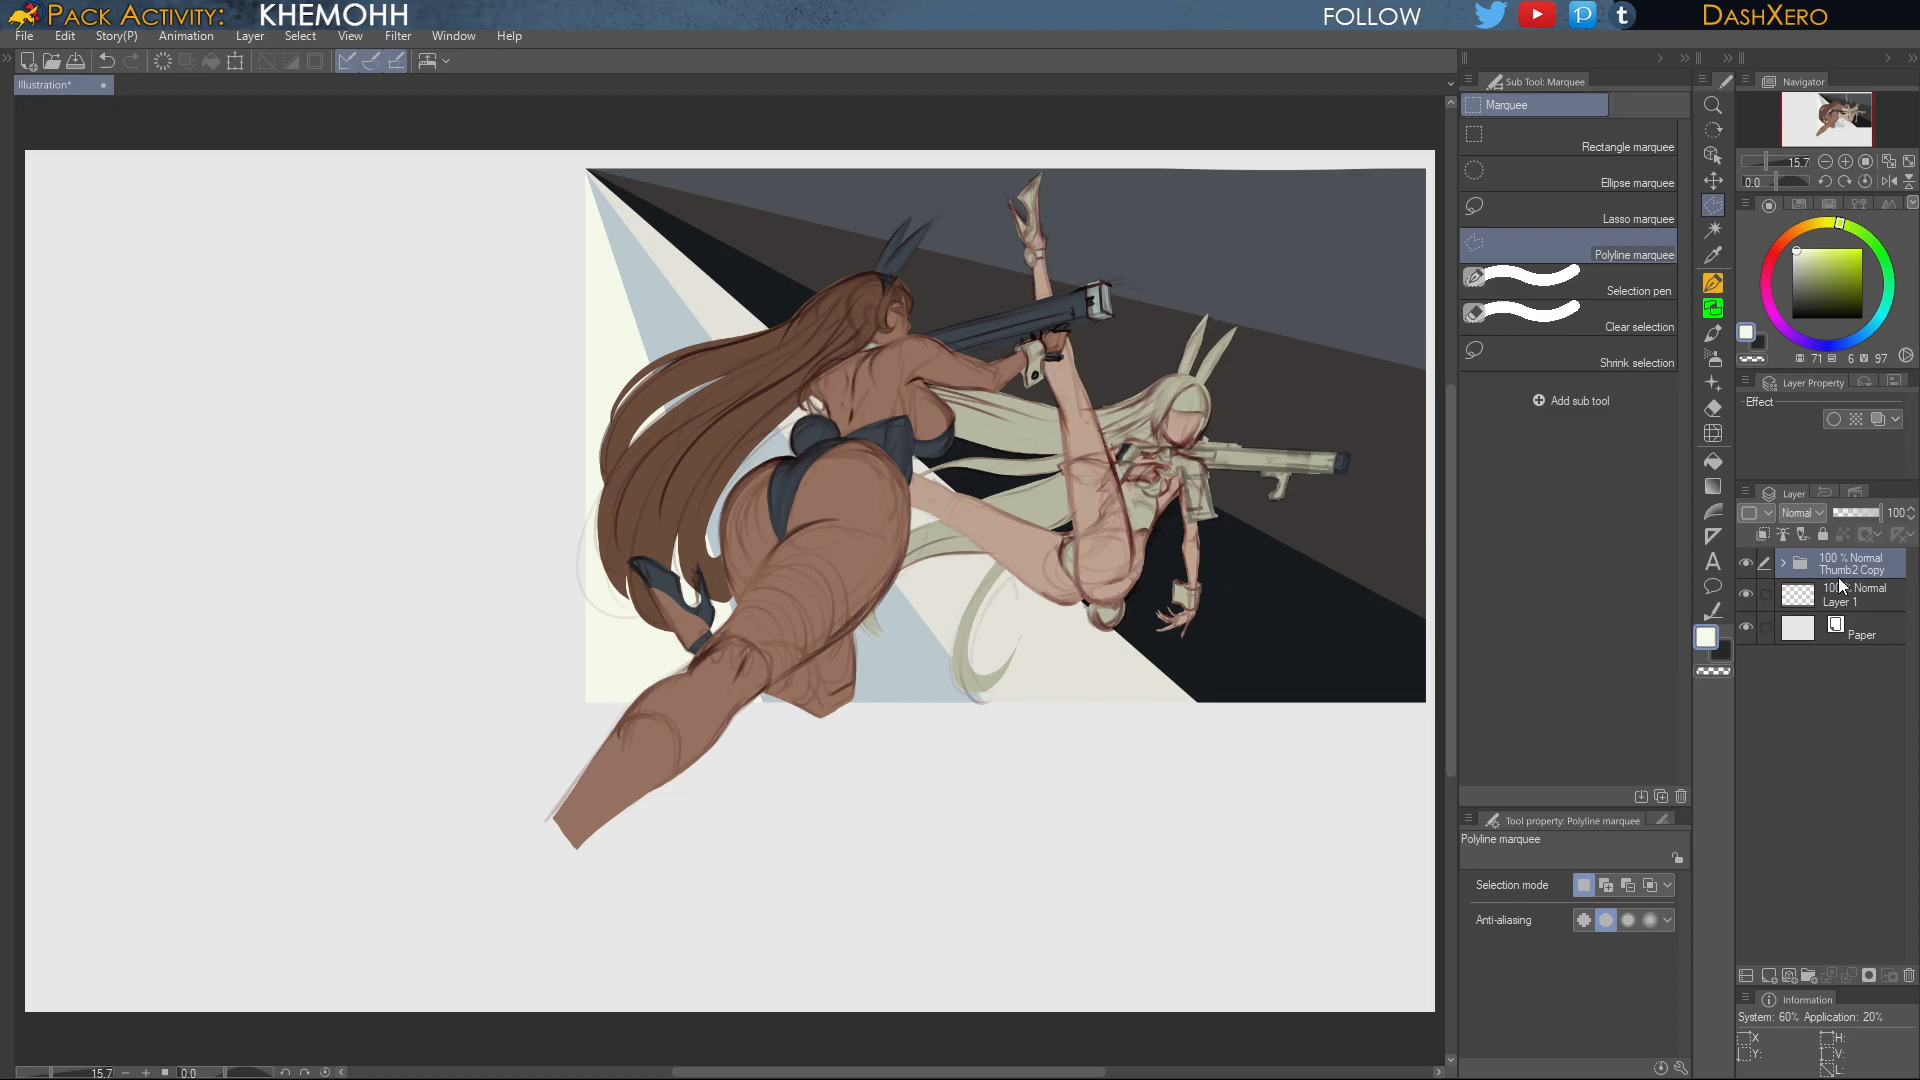 PACK ACTIVITY: KHEMOHH FOLLOW DASHXERO
File Edit Story(P) Animation Layer Select View Filter Window Help
Illustration*
Sub Tool: Marquee
Navigator
Marquee
Rectangle marquee
Ellipse marquee
Lasso marquee
Polyline marquee
Selection pen
Clear selection
Shrink selection
Add sub tool
15.7
0.0
71 6 97
Layer Property
Effect
Layer
Normal 100
100 % Normal
Thumb2 Copy
100 % Normal
Layer 1
Paper
Tool property: Polyline marquee
Polyline marquee
Selection mode
Anti-aliasing
Information
System: 60% Application: 20%
X H:
Y: V:
L:
15.7 0.0